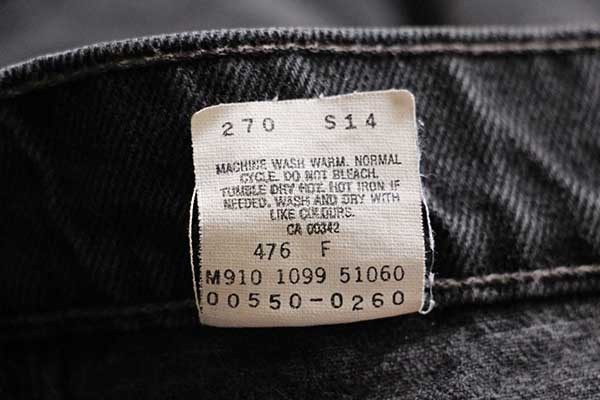 270 S14
MACHINE WASH WARM. NORMAL
CYCLE. DO NOT BLEACH.
TUMBLE DRY HOT. HOT IRON IF
NEEDED. WASH AND DRY WITH
LIKE COLOURS.
CA 00342
476 F
M910 1099 51060
00550-0260